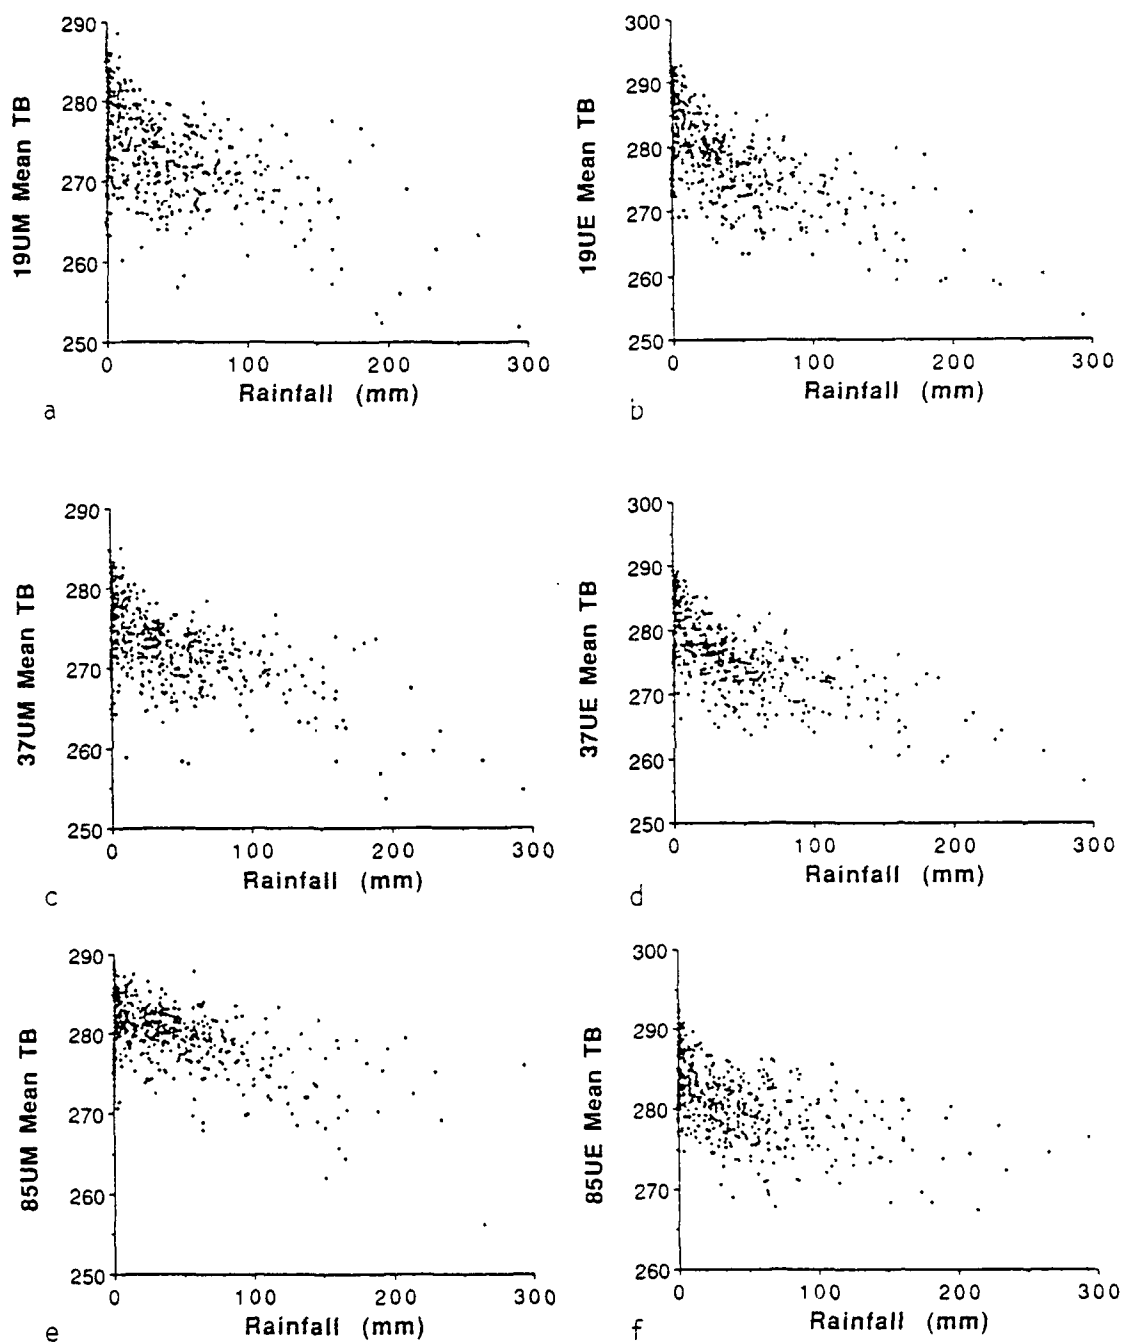 290
280
270
260
250
19UM Mean TB
0 100 200 300
Rainfall (mm)
a
300
290
280
270
260
250
19UE Mean TB
0 100 200 300
Rainfall (mm)
b
290
280
270
260
250
37UM Mean TB
0 100 200 300
Rainfall (mm)
c
300
290
280
270
260
250
37UE Mean TB
0 100 200 300
Rainfall (mm)
d
290
280
270
260
250
85UM Mean TB
0 100 200 300
Rainfall (mm)
e
300
290
280
270
260
85UE Mean TB
0 100 200 300
Rainfall (mm)
f